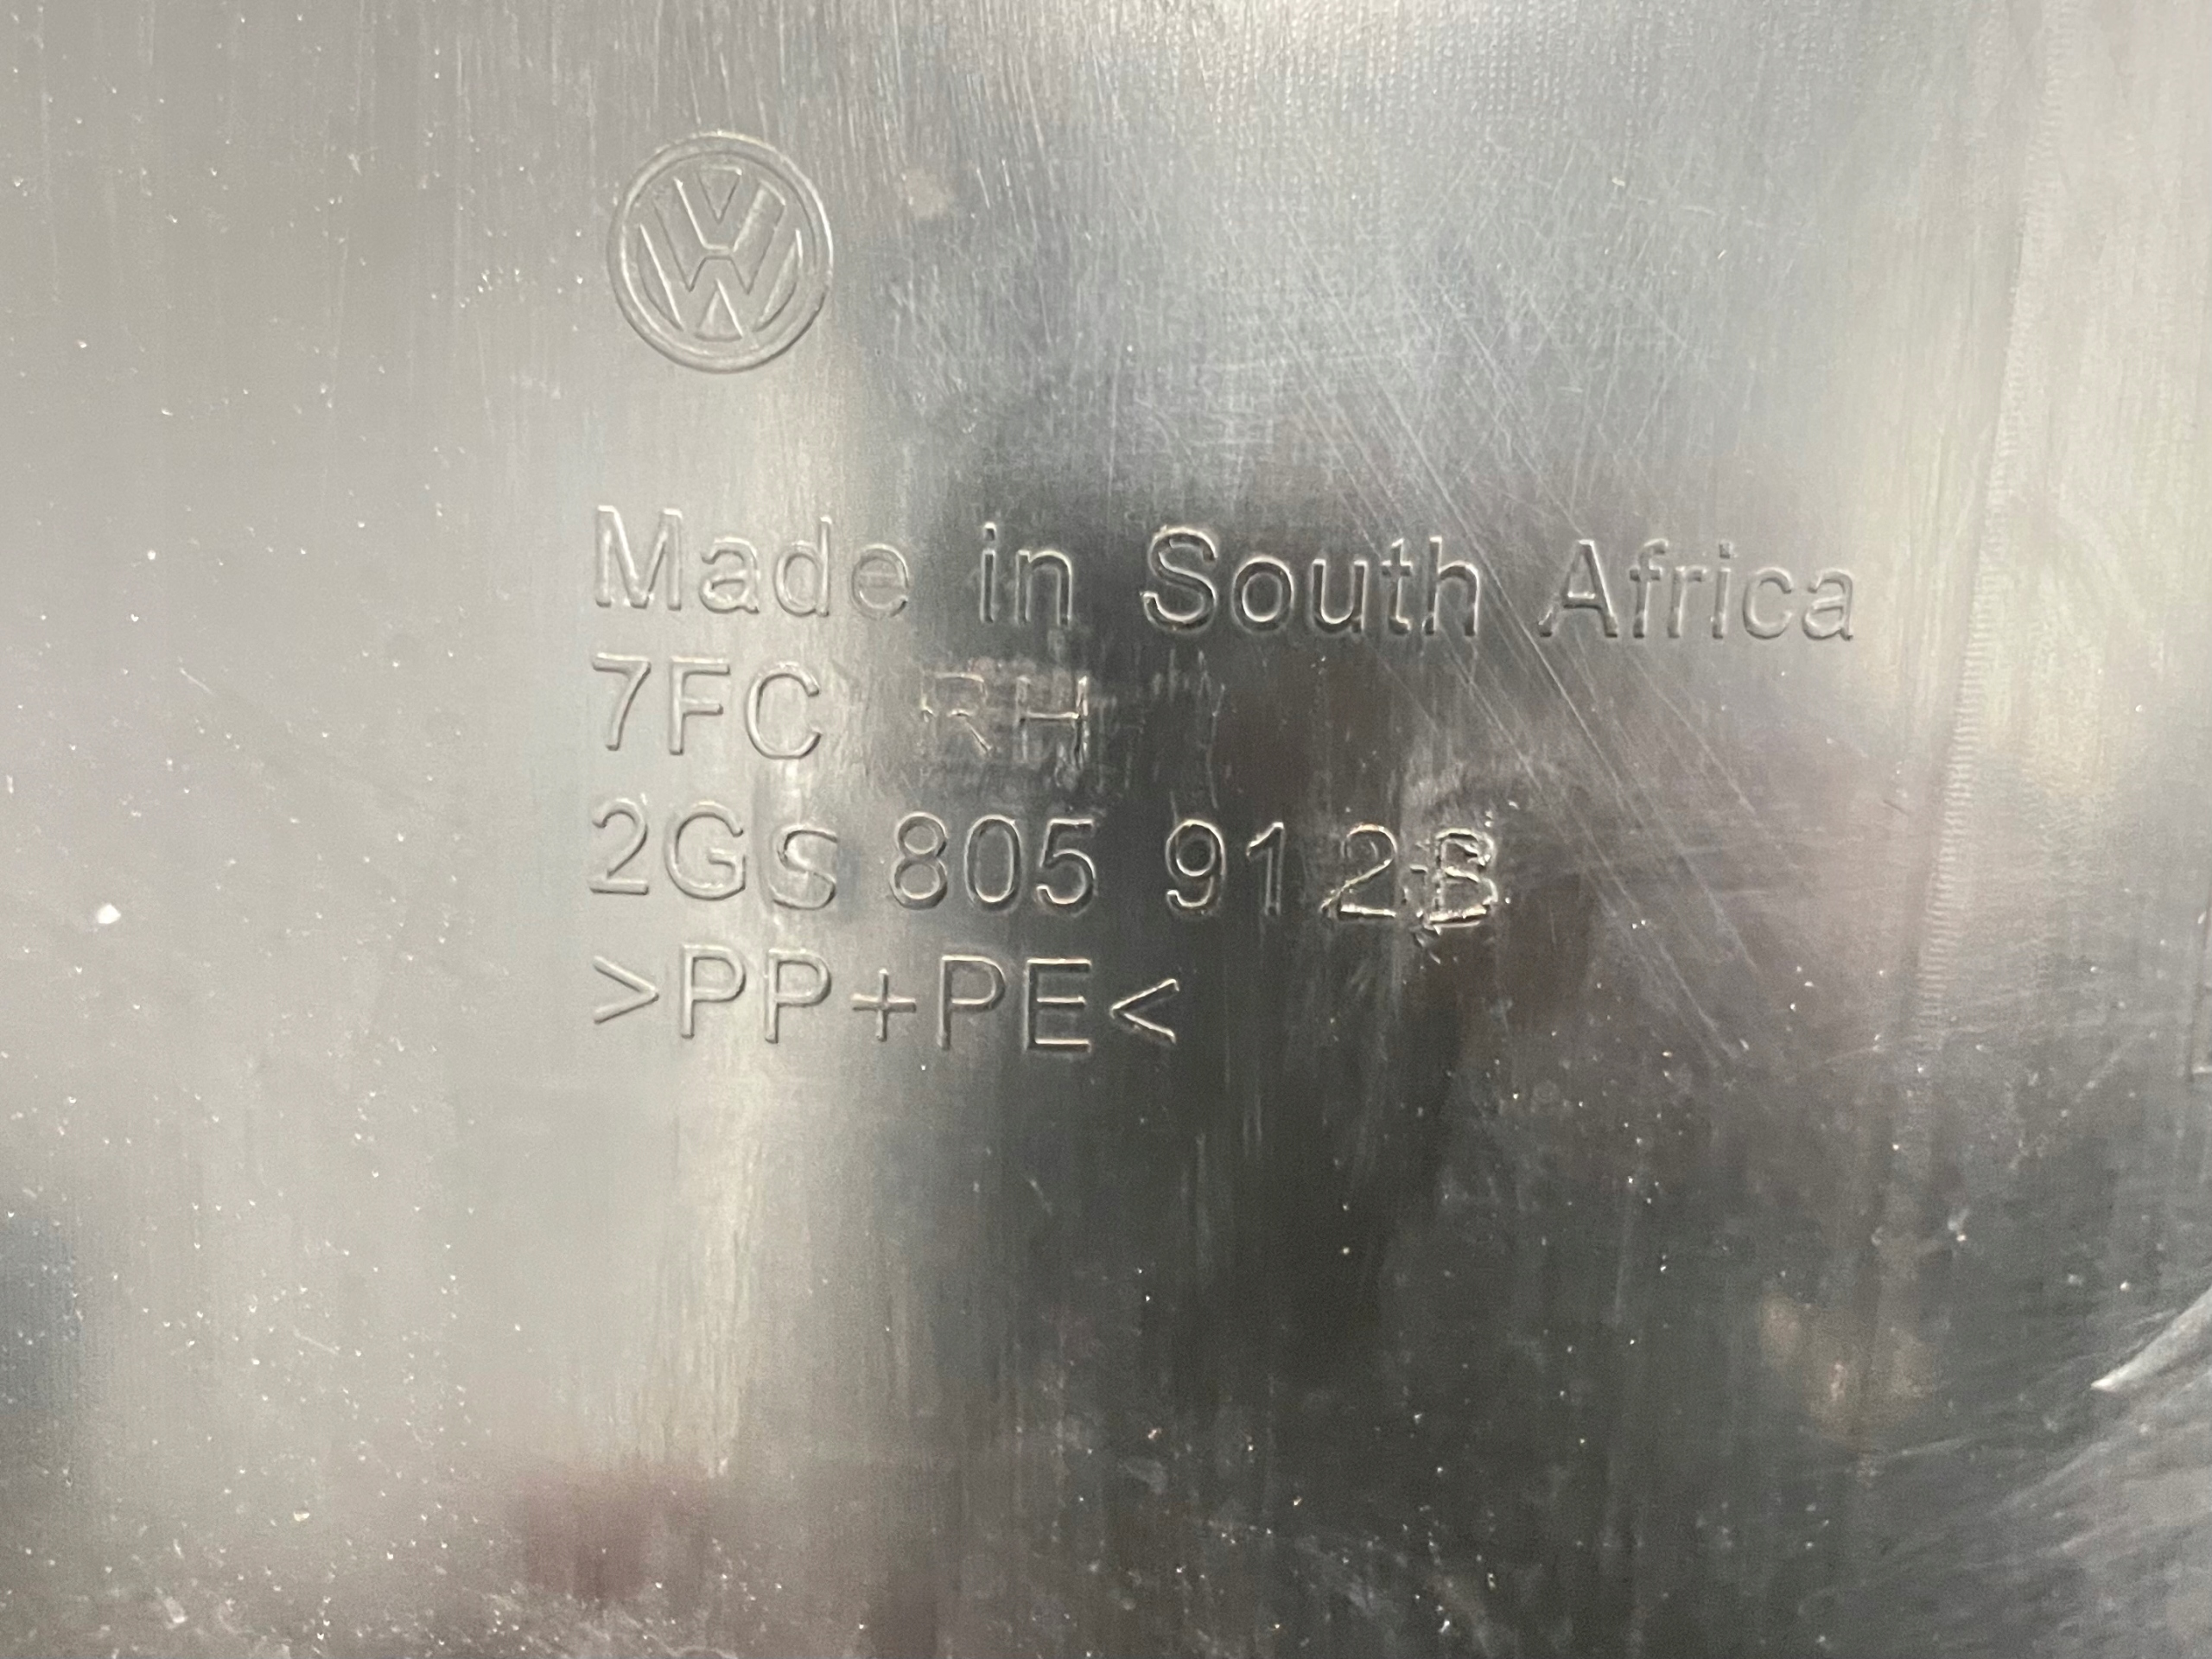 VW
Made in South Africa
7FC RH
2GS 805 912B
>PP+PE<